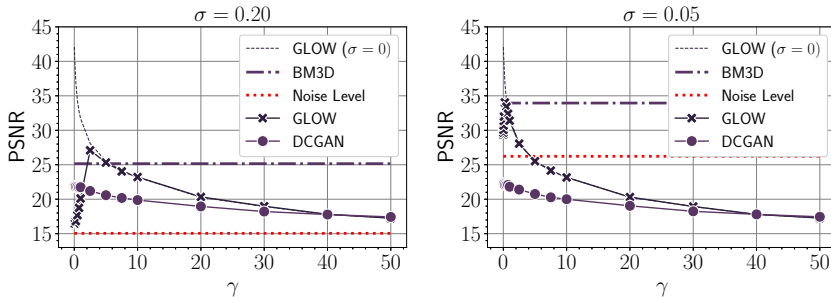 σ = 0.20
PSNR
45
40
35
30
25
20
15
0
10
20
30
40
50
γ
GLOW (σ = 0)
BM3D
Noise Level
GLOW
DCGAN
σ = 0.05
PSNR
45
40
35
30
25
20
15
0
10
20
30
40
50
γ
GLOW (σ = 0)
BM3D
Noise Level
GLOW
DCGAN